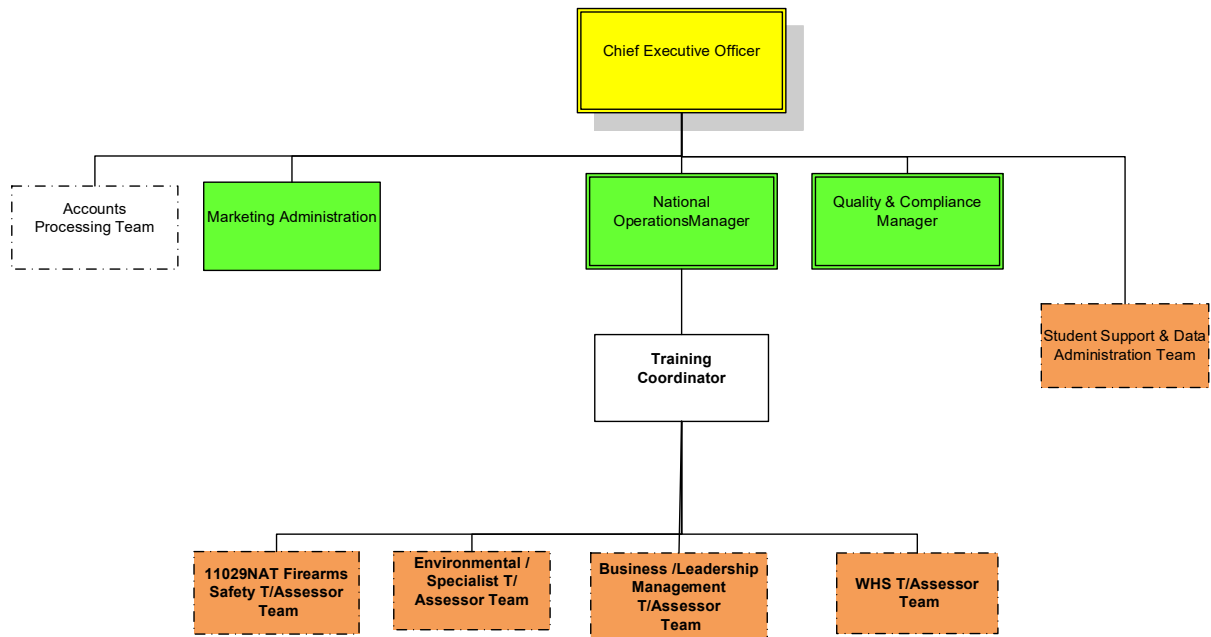 Chief Executive Officer
Accounts
Processing Team
Marketing Administration
National
OperationsManager
Quality & Compliance
Manager
Student Support & Data
Administration Team
Training
Coordinator
11029NAT Firearms
Safety T/Assessor
Team
Environmental /
Specialist T/
Assessor Team
Business /Leadership
Management
T/Assessor
Team
WHS T/Assessor
Team